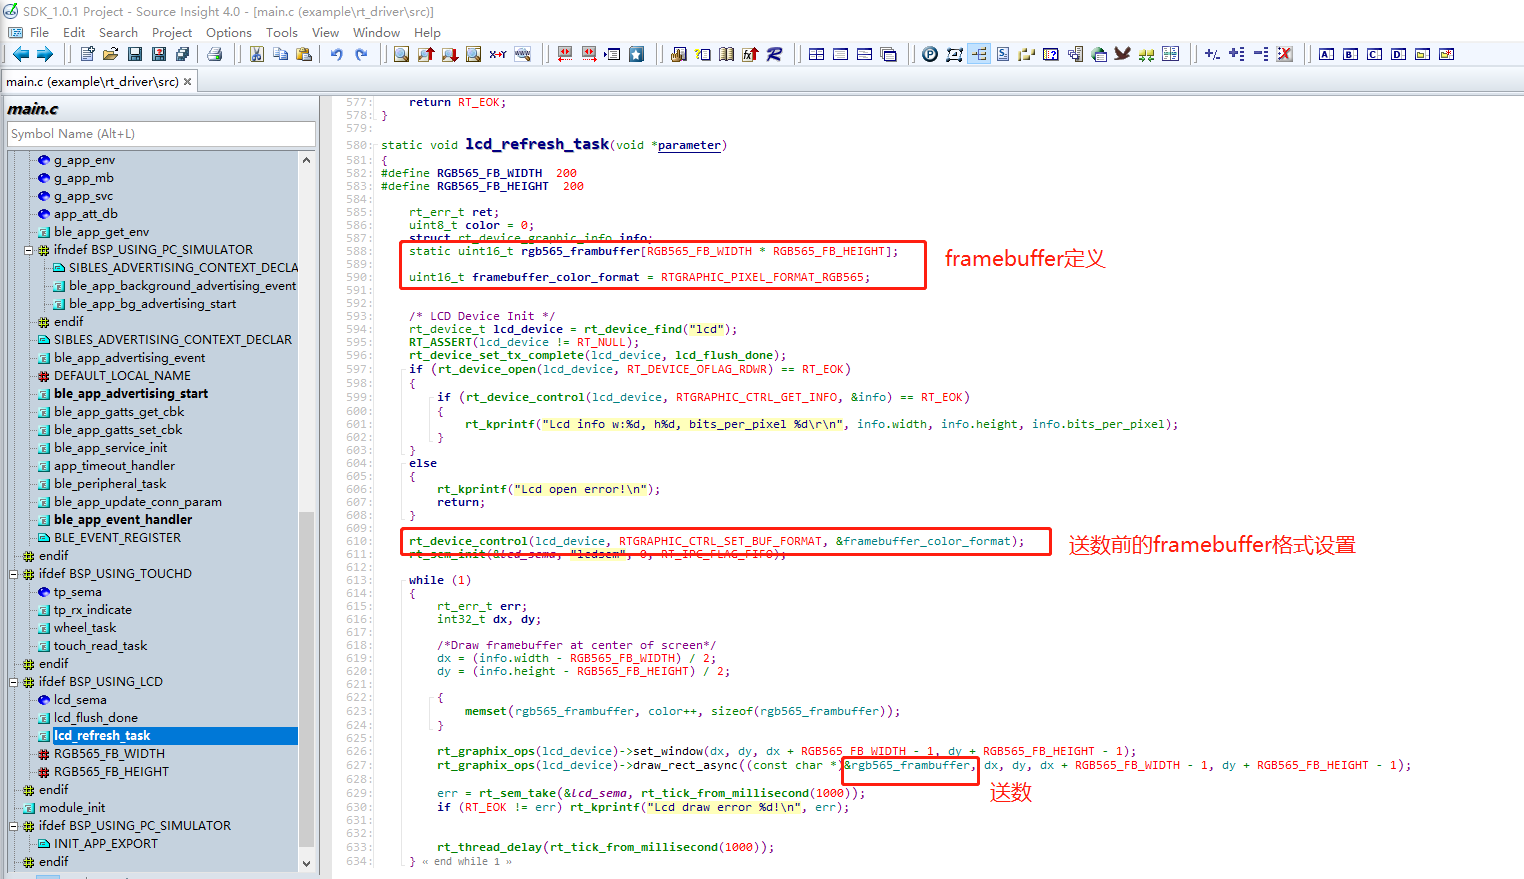 SDK_1.0.1 Project - Source Insight 4.0 - [main.c (example\rt_driver\src)]
File Edit Search Project Options Tools View Window Help
main.c (example\rt_driver\src) ×
main.c
Symbol Name (Alt+L)
g_app_env
g_app_mb
g_app_svc
app_att_db
ble_app_get_env
ifndef BSP_USING_PC_SIMULATOR
SIBLES_ADVERTISING_CONTEXT_DECLA
ble_app_background_advertising_event
ble_app_bg_advertising_start
endif
SIBLES_ADVERTISING_CONTEXT_DECLAR
ble_app_advertising_event
DEFAULT_LOCAL_NAME
ble_app_advertising_start
ble_app_gatts_get_cbk
ble_app_gatts_set_cbk
ble_app_service_init
app_timeout_handler
ble_peripheral_task
ble_app_update_conn_param
ble_app_event_handler
BLE_EVENT_REGISTER
endif
ifdef BSP_USING_TOUCHD
tp_sema
tp_rx_indicate
wheel_task
touch_read_task
endif
ifdef BSP_USING_LCD
lcd_sema
lcd_flush_done
lcd_refresh_task
RGB565_FB_WIDTH
RGB565_FB_HEIGHT
endif
module_init
ifdef BSP_USING_PC_SIMULATOR
INIT_APP_EXPORT
endif
577: return RT_EOK;
578: }
579:
580: static void lcd_refresh_task(void *parameter)
581: {
582: #define RGB565_FB_WIDTH 200
583: #define RGB565_FB_HEIGHT 200
584:
585: rt_err_t ret;
586: uint8_t color = 0;
587: struct rt_device_graphic_info info;
588: static uint16_t rgb565_frambuffer[RGB565_FB_WIDTH * RGB565_FB_HEIGHT];
framebuffer定义
589:
590: uint16_t framebuffer_color_format = RTGRAPHIC_PIXEL_FORMAT_RGB565;
591:
592:
593: /* LCD Device Init */
594: rt_device_t lcd_device = rt_device_find("lcd");
595: RT_ASSERT(lcd_device != RT_NULL);
596: rt_device_set_tx_complete(lcd_device, lcd_flush_done);
597: if (rt_device_open(lcd_device, RT_DEVICE_OFLAG_RDWR) == RT_EOK)
598: {
599: if (rt_device_control(lcd_device, RTGRAPHIC_CTRL_GET_INFO, &info) == RT_EOK)
600: {
601: rt_kprintf("Lcd info w:%d, h%d, bits_per_pixel %d\r\n", info.width, info.height, info.bits_per_pixel);
602: }
603: }
604: else
605: {
606: rt_kprintf("Lcd open error!\n");
607: return;
608: }
609:
610: rt_device_control(lcd_device, RTGRAPHIC_CTRL_SET_BUF_FORMAT, &framebuffer_color_format);
送数前的framebuffer格式设置
611: rt_sem_init(&lcd_sema, "lcdsem", 0, RT_IPC_FLAG_FIFO);
612:
613: while (1)
614: {
615: rt_err_t err;
616: int32_t dx, dy;
617:
618: /*Draw framebuffer at center of screen*/
619: dx = (info.width - RGB565_FB_WIDTH) / 2;
620: dy = (info.height - RGB565_FB_HEIGHT) / 2;
621:
622: {
623: memset(rgb565_frambuffer, color++, sizeof(rgb565_frambuffer));
624: }
625:
626: rt_graphix_ops(lcd_device)->set_window(dx, dy, dx + RGB565_FB_WIDTH - 1, dy + RGB565_FB_HEIGHT - 1);
627: rt_graphix_ops(lcd_device)->draw_rect_async((const char *)&rgb565_frambuffer, dx, dy, dx + RGB565_FB_WIDTH - 1, dy + RGB565_FB_HEIGHT - 1);
628:
送数
629: err = rt_sem_take(&lcd_sema, rt_tick_from_millisecond(1000));
630: if (RT_EOK != err) rt_kprintf("Lcd draw error %d!\n", err);
631:
632:
633: rt_thread_delay(rt_tick_from_millisecond(1000));
634: } « end while 1 »